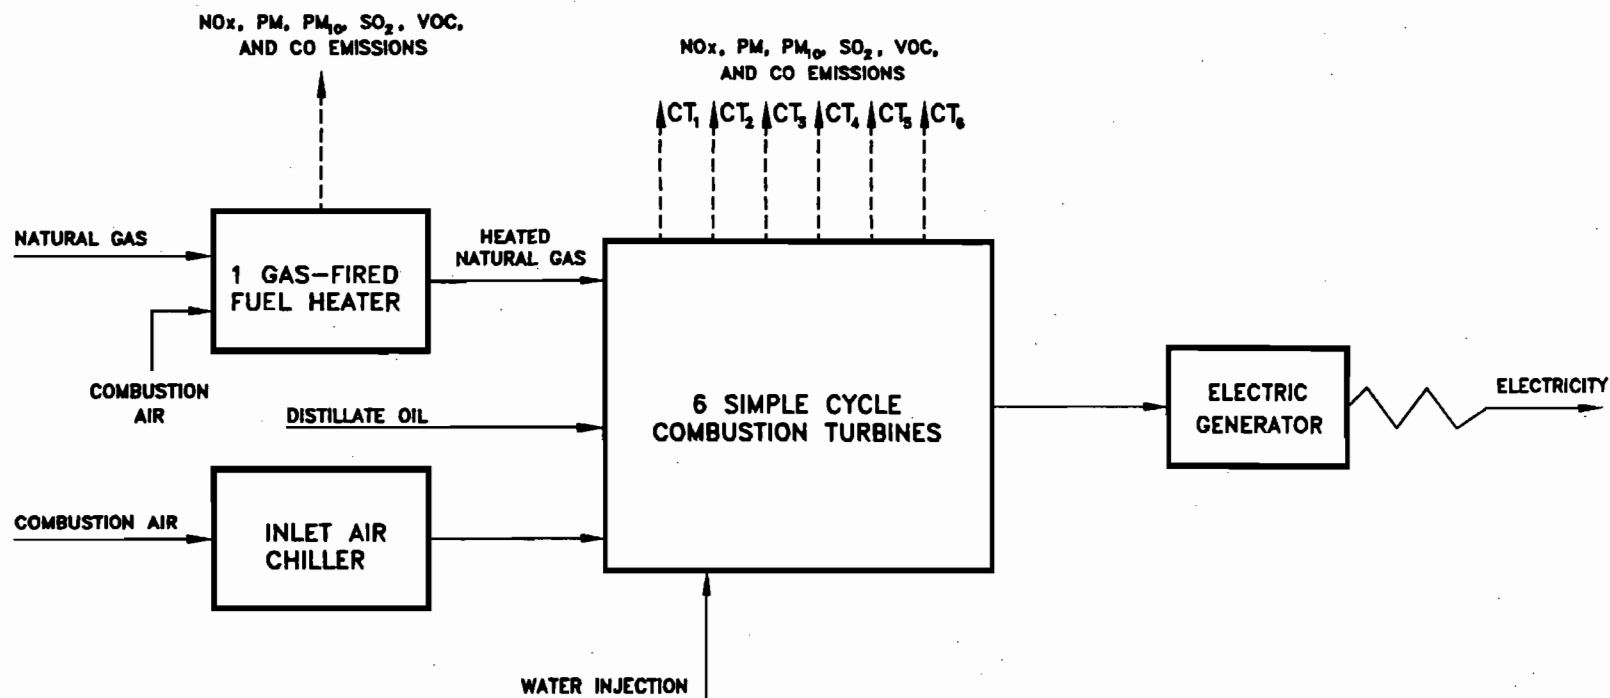 NOx, PM, PM₁₀, SO₂, VOC,
AND CO EMISSIONS
NOx, PM, PM₁₀, SO₂, VOC,
AND CO EMISSIONS
CT₁ CT₂ CT₃ CT₄ CT₅ CT₆
NATURAL GAS
1 GAS-FIRED
FUEL HEATER
HEATED
NATURAL GAS
COMBUSTION
AIR
DISTILLATE OIL
6 SIMPLE CYCLE
COMBUSTION TURBINES
ELECTRIC
GENERATOR
ELECTRICITY
COMBUSTION AIR
INLET AIR
CHILLER
WATER INJECTION